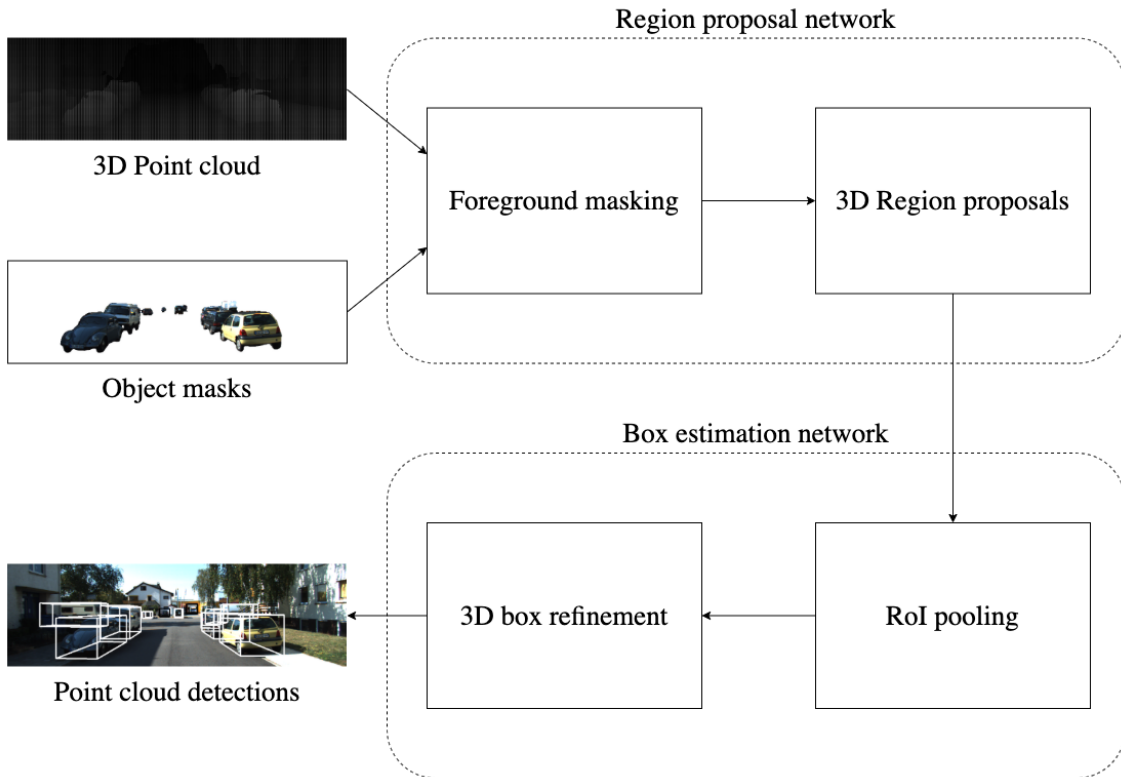 Region proposal network
3D Point cloud
Foreground masking
3D Region proposals
Object masks
Box estimation network
3D box refinement
RoI pooling
Point cloud detections